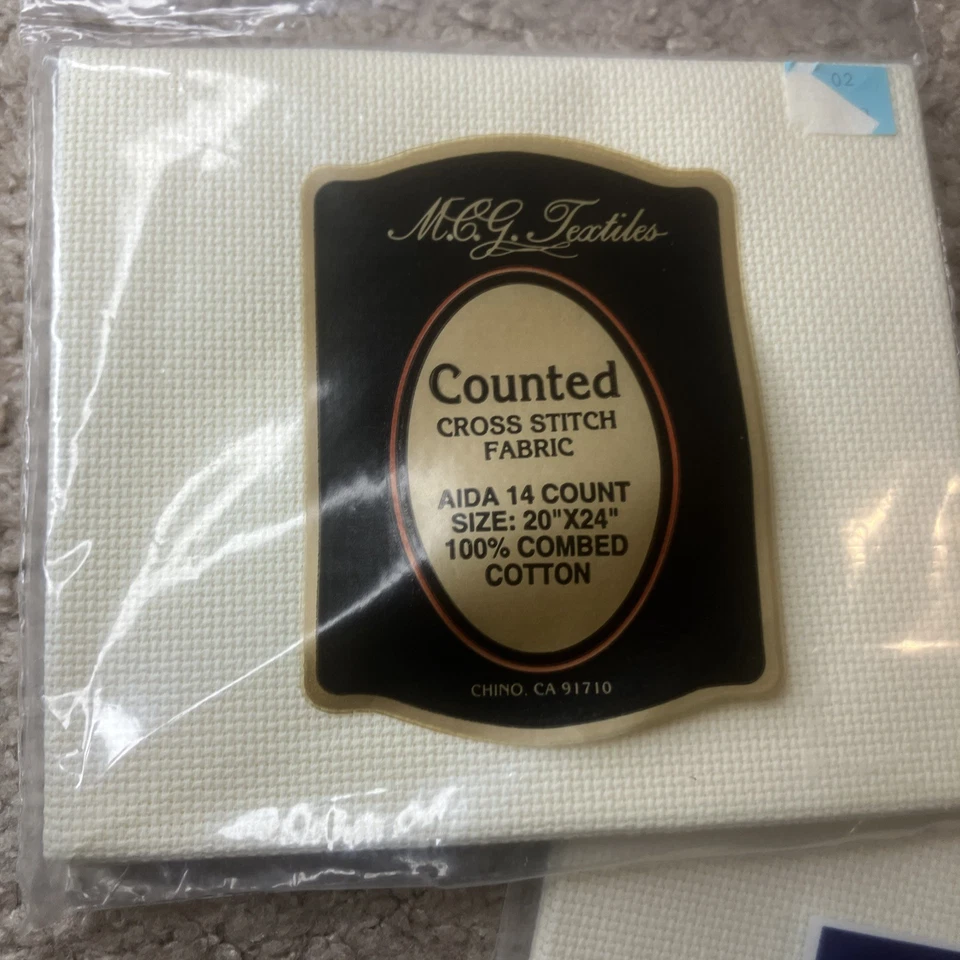 02
M.C.G. Textiles
Counted
CROSS STITCH
FABRIC
AIDA 14 COUNT
SIZE: 20"X24"
100% COMBED
COTTON
CHINO, CA 91710